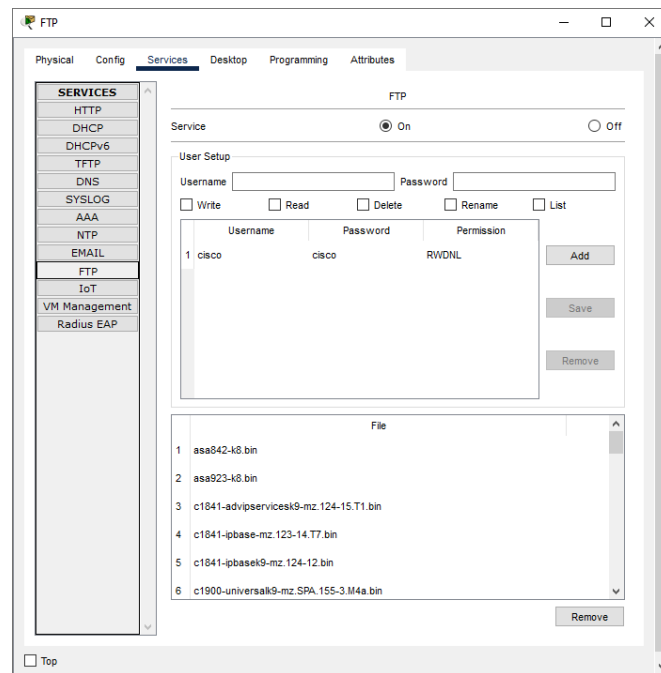 FTP
Physical Config Services Desktop Programming Attributes
SERVICES
HTTP
DHCP
DHCPv6
TFTP
DNS
SYSLOG
AAA
NTP
EMAIL
FTP
IoT
VM Management
Radius EAP
FTP
Service On Off
User Setup
Username Password
Write Read Delete Rename List
Username Password Permission
1 cisco cisco RWDNL
Add
Save
Remove
File
1 asa842-k8.bin
2 asa923-k8.bin
3 c1841-advipservicesk9-mz.124-15.T1.bin
4 c1841-ipbase-mz.123-14.T7.bin
5 c1841-ipbasek9-mz.124-12.bin
6 c1900-universalk9-mz.SPA.155-3.M4a.bin
Remove
Top